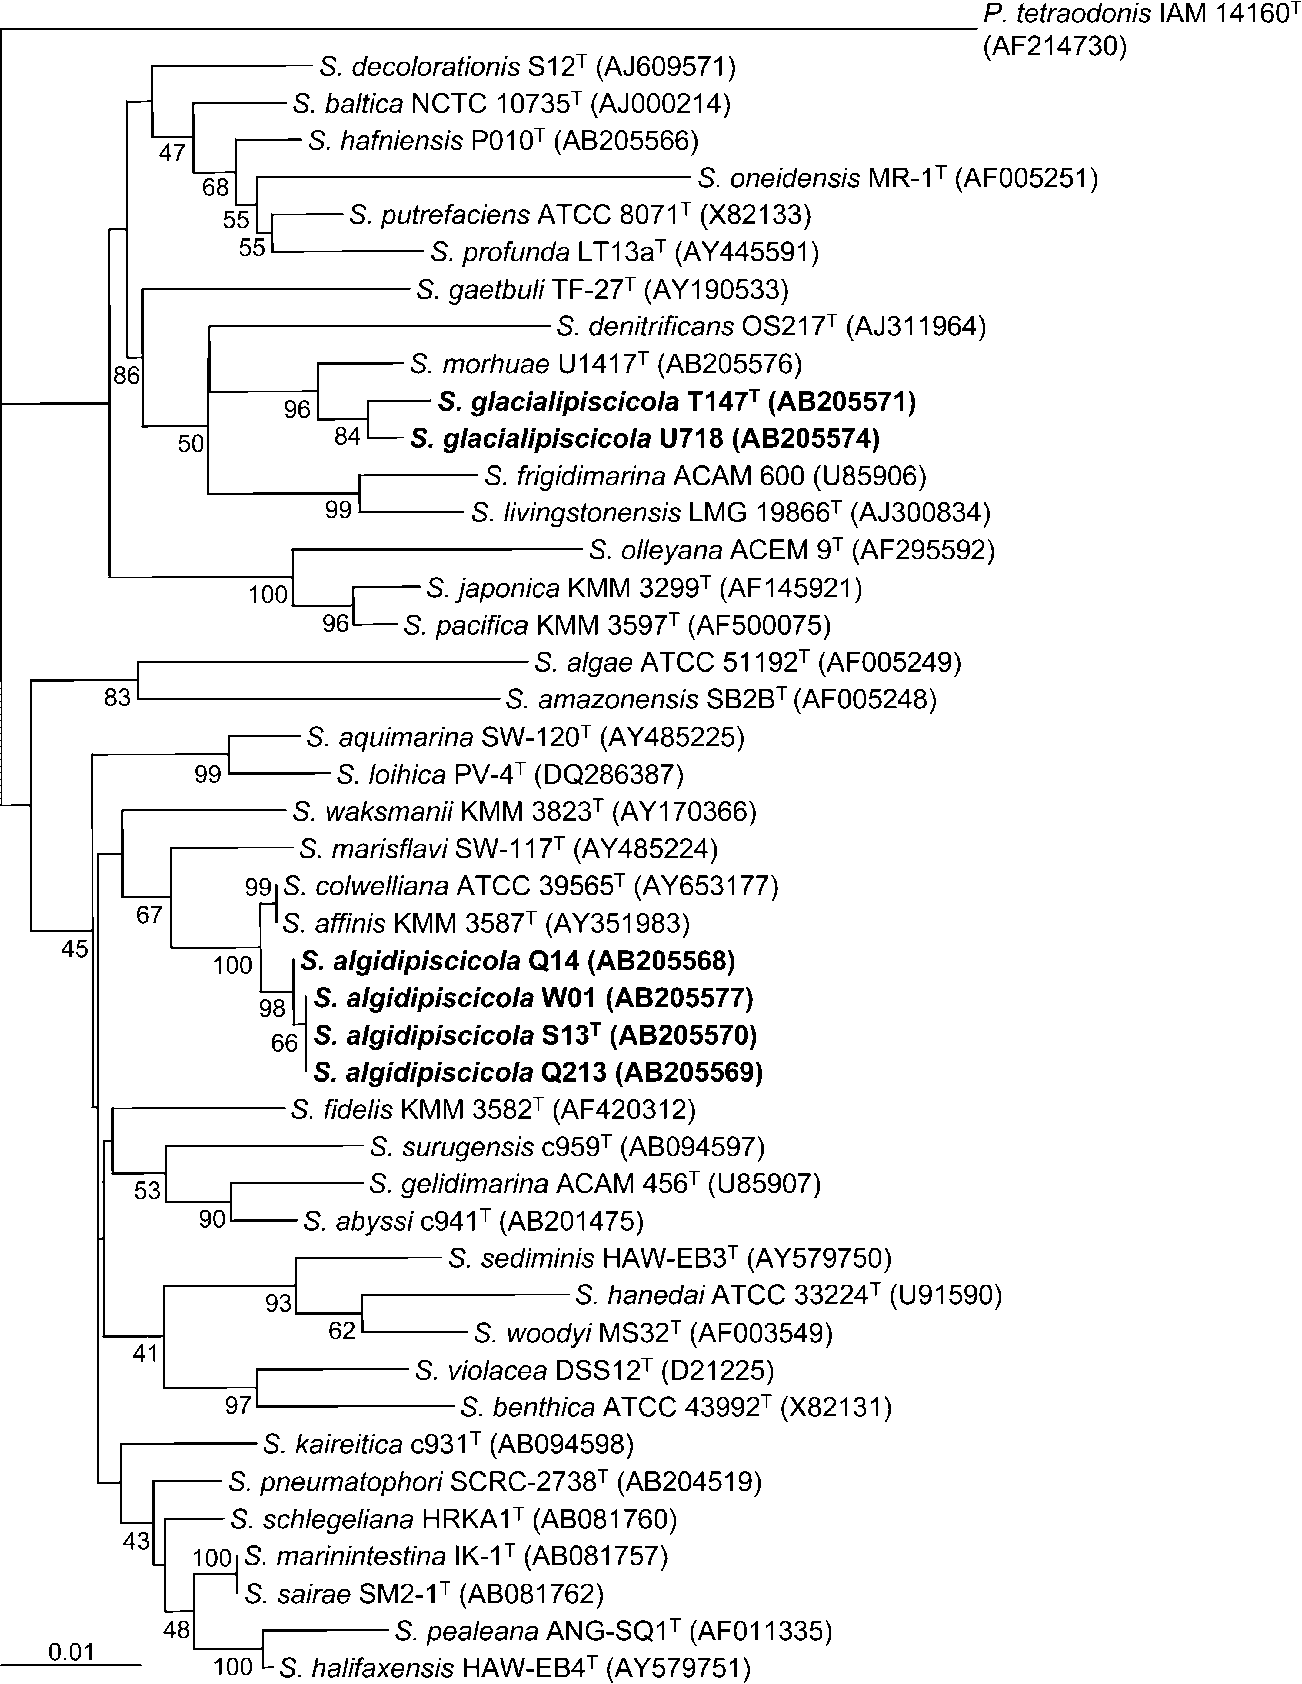 P. tetraodonis IAM 14160ᵀ
(AF214730)
S. decolorationis S12ᵀ (AJ609571)
S. baltica NCTC 10735ᵀ (AJ000214)
S. hafniensis P010ᵀ (AB205566)
47
S. oneidensis MR-1ᵀ (AF005251)
68
S. putrefaciens ATCC 8071ᵀ (X82133)
55
S. profunda LT13aᵀ (AY445591)
55
S. gaetbuli TF-27ᵀ (AY190533)
S. denitrificans OS217ᵀ (AJ311964)
S. morhuae U1417ᵀ (AB205576)
86
S. glacialipiscicola T147ᵀ (AB205571)
96
S. glacialipiscicola U718 (AB205574)
84
50
S. frigidimarina ACAM 600 (U85906)
S. livingstonensis LMG 19866ᵀ (AJ300834)
99
S. olleyana ACEM 9ᵀ (AF295592)
S. japonica KMM 3299ᵀ (AF145921)
100
S. pacifica KMM 3597ᵀ (AF500075)
96
S. algae ATCC 51192ᵀ (AF005249)
S. amazonensis SB2Bᵀ (AF005248)
83
S. aquimarina SW-120ᵀ (AY485225)
S. loihica PV-4ᵀ (DQ286387)
99
S. waksmanii KMM 3823ᵀ (AY170366)
S. marisflavi SW-117ᵀ (AY485224)
99
S. colwelliana ATCC 39565ᵀ (AY653177)
67
S. affinis KMM 3587ᵀ (AY351983)
45
100
S. algidipiscicola Q14 (AB205568)
S. algidipiscicola W01 (AB205577)
98
S. algidipiscicola S13ᵀ (AB205570)
66
S. algidipiscicola Q213 (AB205569)
S. fidelis KMM 3582ᵀ (AF420312)
S. surugensis c959ᵀ (AB094597)
S. gelidimarina ACAM 456ᵀ (U85907)
53
S. abyssi c941ᵀ (AB201475)
90
S. sediminis HAW-EB3ᵀ (AY579750)
S. hanedai ATCC 33224ᵀ (U91590)
93
S. woodyi MS32ᵀ (AF003549)
62
41
S. violacea DSS12ᵀ (D21225)
S. benthica ATCC 43992ᵀ (X82131)
97
S. kaireitica c931ᵀ (AB094598)
S. pneumatophori SCRC-2738ᵀ (AB204519)
S. schlegeliana HRKA1ᵀ (AB081760)
43
100
S. marinintestina IK-1ᵀ (AB081757)
S. sairae SM2-1ᵀ (AB081762)
48
S. pealeana ANG-SQ1ᵀ (AF011335)
0.01
100
S. halifaxensis HAW-EB4ᵀ (AY579751)